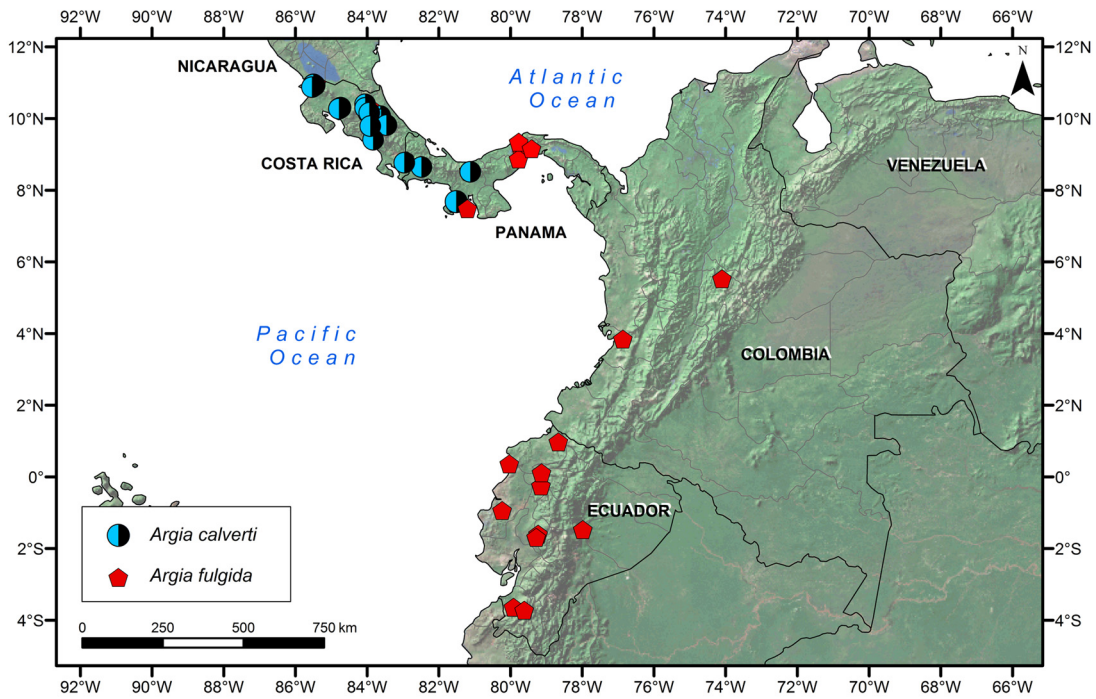 92°W 90°W 88°W 86°W 84°W 82°W 80°W 78°W 76°W 74°W 72°W 70°W 68°W 66°W
12°N 12°N
N
NICARAGUA
Atlantic
Ocean
10°N 10°N
COSTA RICA
VENEZUELA
8°N 8°N
PANAMA
6°N 6°N
Pacific
Ocean
4°N 4°N
COLOMBIA
2°N 2°N
0° 0°
ECUADOR
Argia calverti
2°S 2°S
Argia fulgida
4°S 4°S
0 250 500 750 km
92°W 90°W 88°W 86°W 84°W 82°W 80°W 78°W 76°W 74°W 72°W 70°W 68°W 66°W